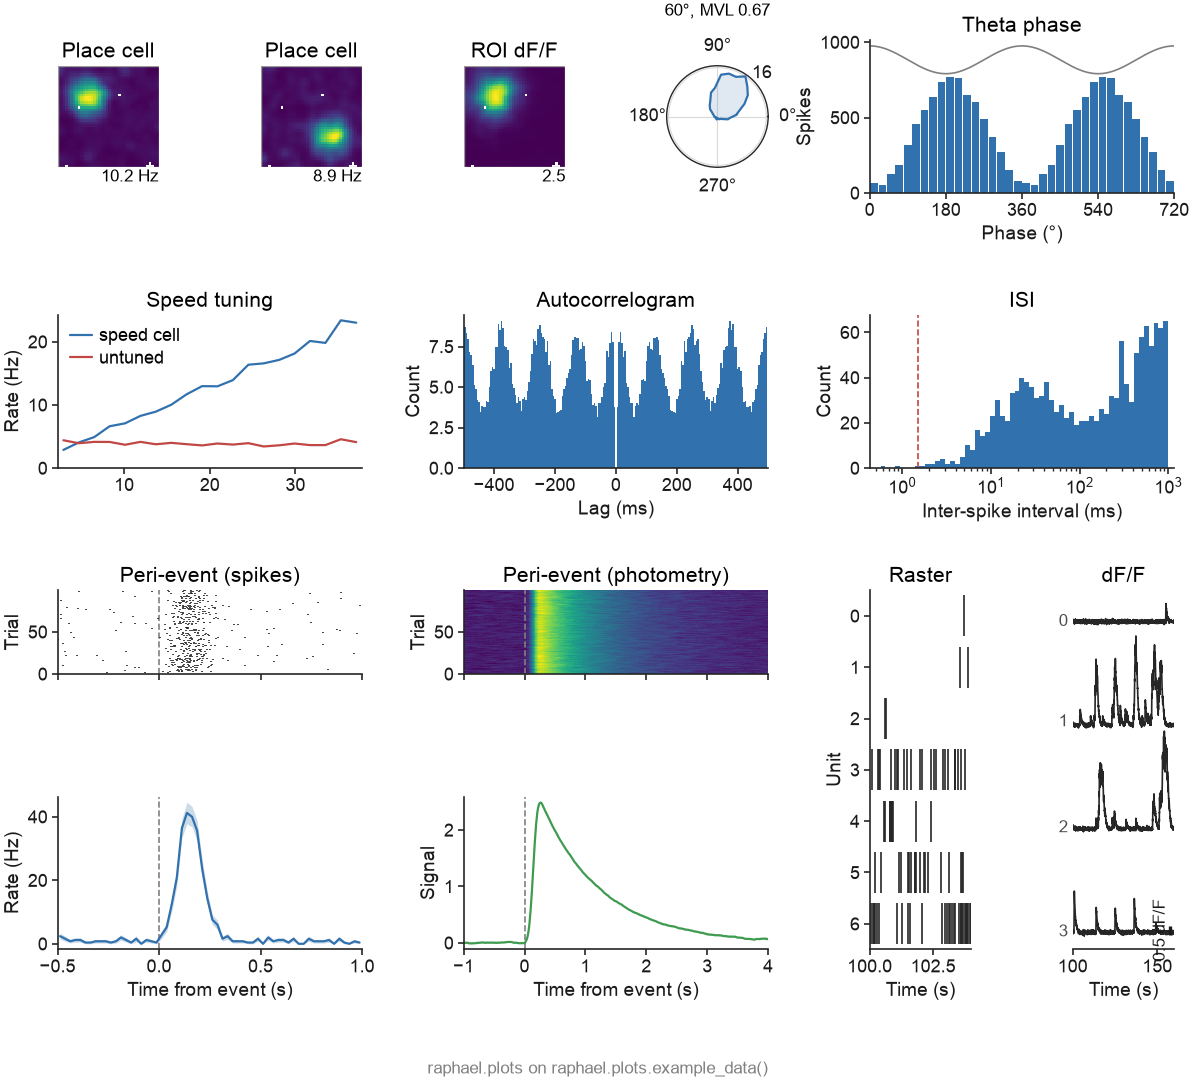 60°, MVL 0.67
Place cell
Place cell
ROI dF/F
10.2 Hz
8.9 Hz
2.5
90°
16
180°
0°
270°
Theta phase
Spikes
1000
500
0
0 180 360 540 720
Phase (°)
Speed tuning
speed cell
untuned
Rate (Hz)
20
10
0
10 20 30
Autocorrelogram
Count
7.5
5.0
2.5
0.0
−400 −200 0 200 400
Lag (ms)
ISI
Count
60
40
20
0
10⁰ 10¹ 10² 10³
Inter-spike interval (ms)
Peri-event (spikes)
Trial
50
0
Rate (Hz)
40
20
0
−0.5 0.0 0.5 1.0
Time from event (s)
Peri-event (photometry)
Trial
50
0
Signal
2
1
0
−1 0 1 2 3 4
Time from event (s)
Raster
Unit
0
1
2
3
4
5
6
100.0 102.5
Time (s)
dF/F
0
1
2
3
0.5 dF/F
100 150
Time (s)
raphael.plots on raphael.plots.example_data()